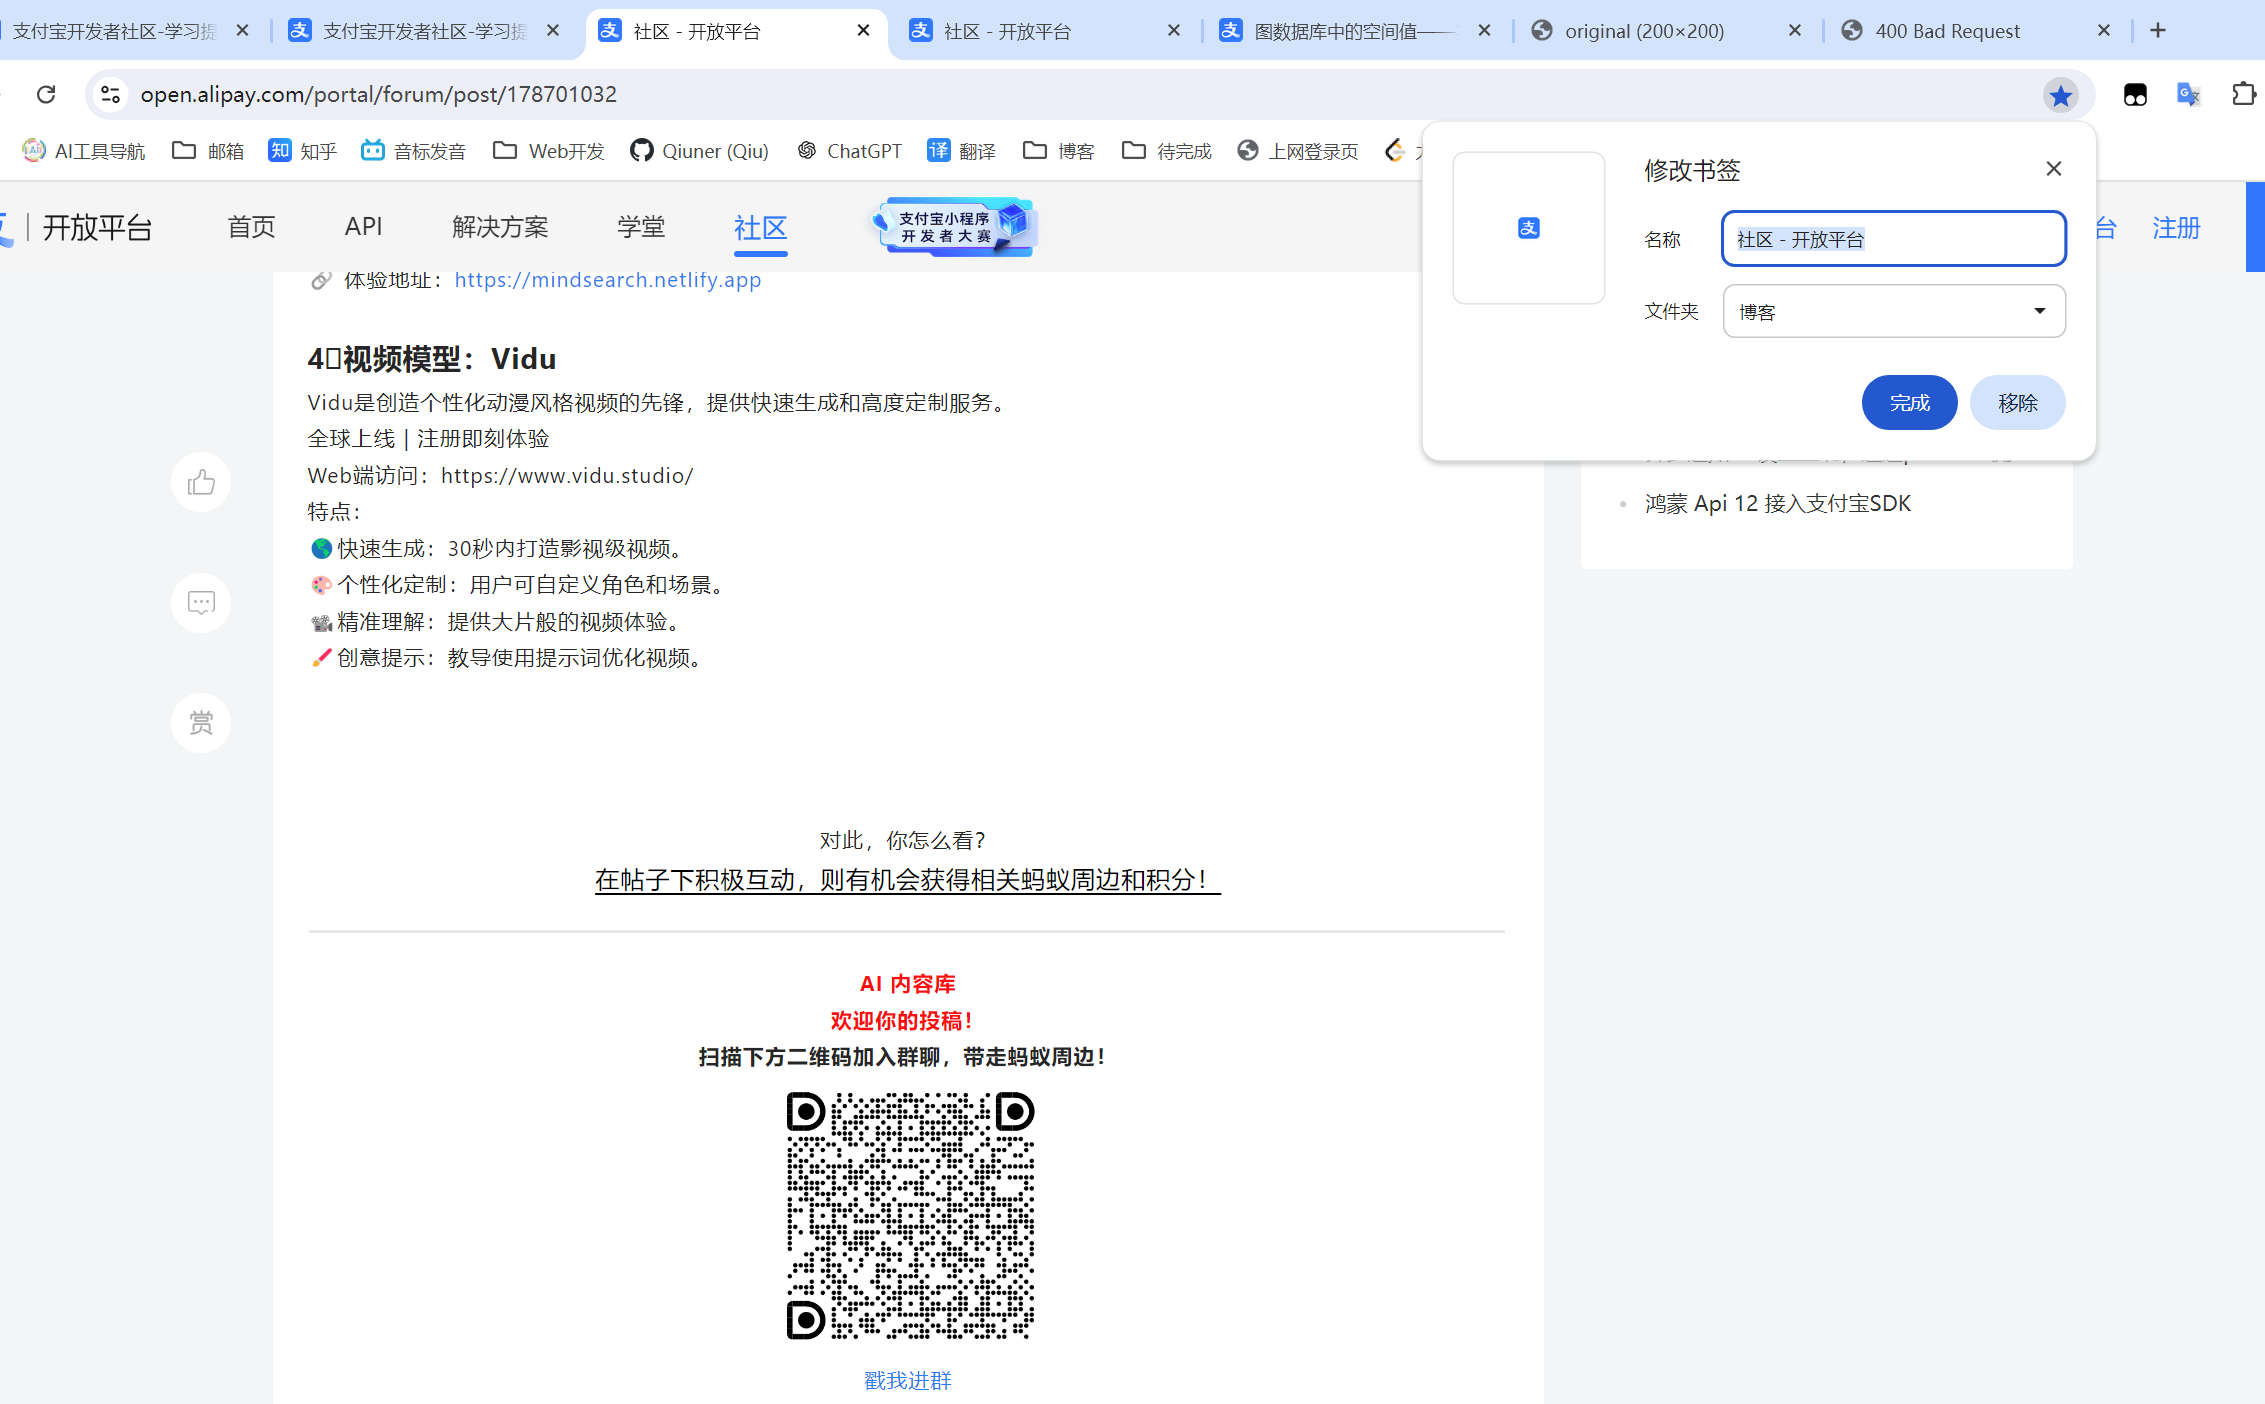 支付宝开发者社区-学习提
支付宝开发者社区-学习提
社区 - 开放平台
社区 - 开放平台
图数据库中的空间值——
original (200×200)
400 Bad Request
open.alipay.com/portal/forum/post/178701032
AI工具导航
邮箱
知乎
音标发音
Web开发
Qiuner (Qiu)
ChatGPT
翻译
博客
待完成
上网登录页
开放平台
首页
API
解决方案
学堂
社区
支付宝小程序
开发者大赛
台
注册
修改书签
名称
社区 - 开放平台
文件夹
博客
完成
移除
体验地址：https://mindsearch.netlify.app
4 视频模型：Vidu
Vidu是创造个性化动漫风格视频的先锋，提供快速生成和高度定制服务。
全球上线 | 注册即刻体验
Web端访问：https://www.vidu.studio/
特点：
快速生成：30秒内打造影视级视频。
个性化定制：用户可自定义角色和场景。
精准理解：提供大片般的视频体验。
创意提示：教导使用提示词优化视频。
赏
鸿蒙 Api 12 接入支付宝SDK
对此，你怎么看？
在帖子下积极互动，则有机会获得相关蚂蚁周边和积分！
AI 内容库
欢迎你的投稿！
扫描下方二维码加入群聊，带走蚂蚁周边！
戳我进群